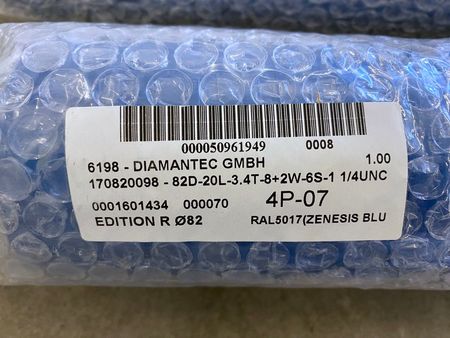 000050961949 0008
6198 - DIAMANTEC GMBH 1.00
170820098 - 82D-20L-3.4T-8+2W-6S-1 1/4UNC
0001601434 000070 4P-07
EDITION R Ø82 RAL5017(ZENESIS BLU